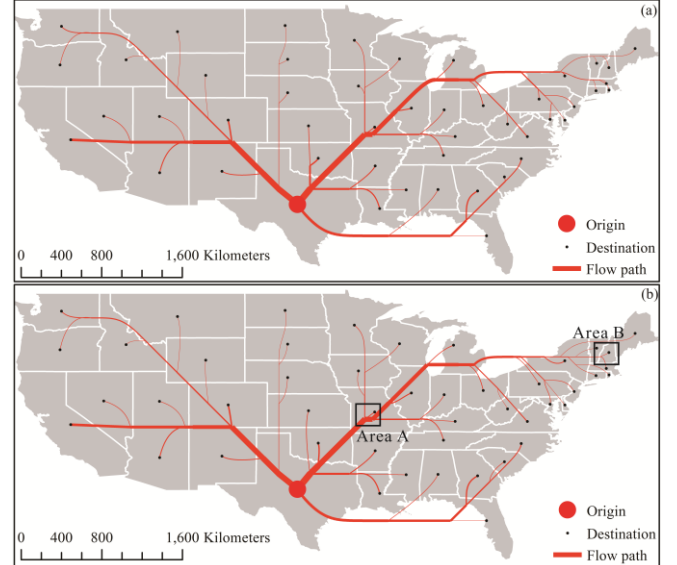 (a)
Origin
Destination
Flow path
0 400 800 1,600 Kilometers
(b)
Area B
Area A
Origin
Destination
Flow path
0 400 800 1,600 Kilometers